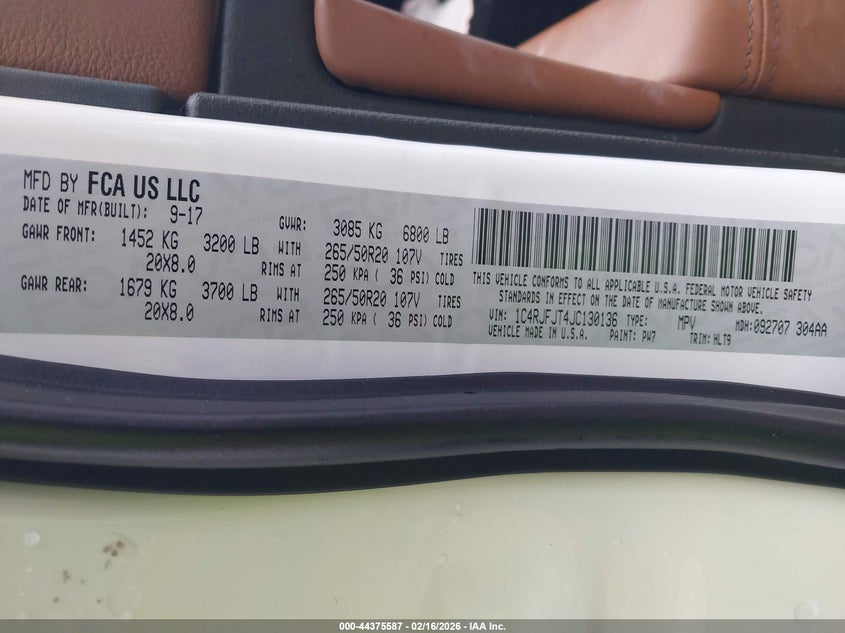 MFD BY FCA US LLC
DATE OF MFR(BUILT): 9-17 GVWR: 3085 KG 6800 LB
GAWR FRONT: 1452 KG 3200 LB WITH 265/50R20 107V TIRES
20X8.0 RIMS AT 250 KPA ( 36 PSI) COLD
GAWR REAR: 1679 KG 3700 LB WITH 265/50R20 107V TIRES
20X8.0 RIMS AT 250 KPA ( 36 PSI) COLD
THIS VEHICLE CONFORMS TO ALL APPLICABLE U.S.A. FEDERAL MOTOR VEHICLE SAFETY
STANDARDS IN EFFECT ON THE DATE OF MANUFACTURE SHOWN ABOVE.
VIN: 1C4RJFJT4JC130136 TYPE: MPV MDH:092707 304AA
VEHICLE MADE IN U.S.A. PAINT: PW7 TRIM: HLT9
000-44375587 - 02/16/2026 - IAA Inc.